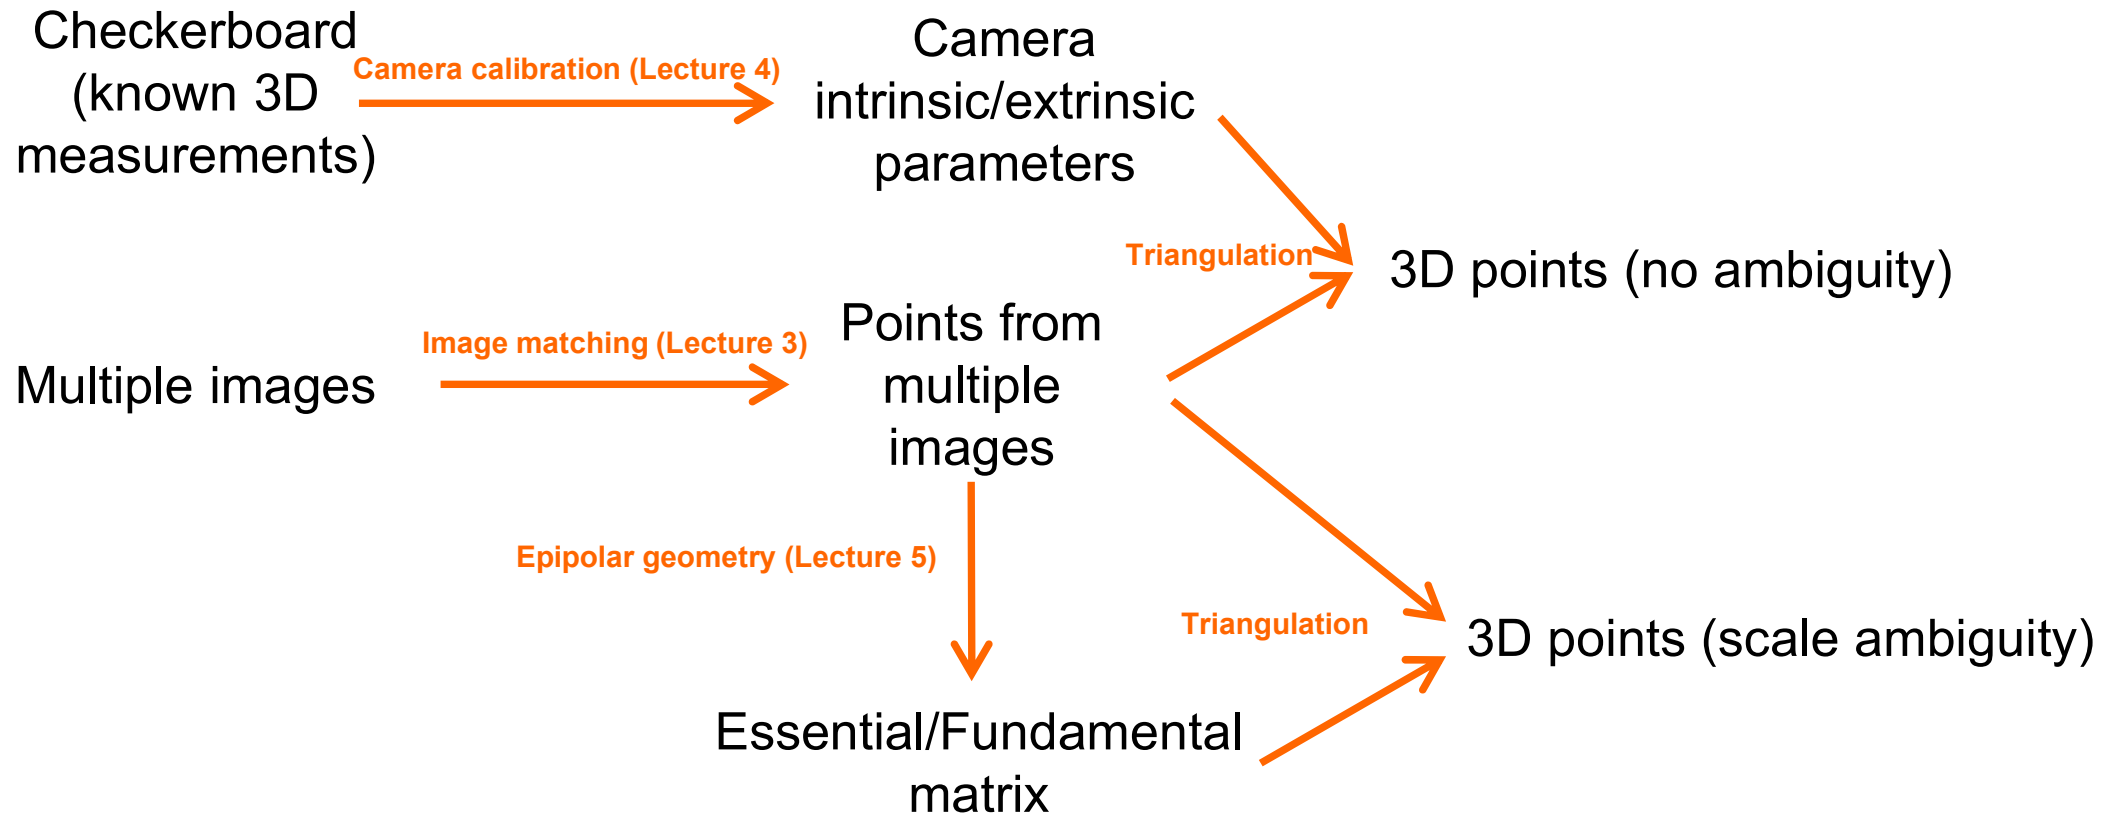 Checkerboard
(known 3D
measurements)
Camera calibration (Lecture 4)
Camera
intrinsic/extrinsic
parameters
Triangulation
3D points (no ambiguity)
Multiple images
Image matching (Lecture 3)
Points from
multiple
images
Epipolar geometry (Lecture 5)
Triangulation
3D points (scale ambiguity)
Essential/Fundamental
matrix